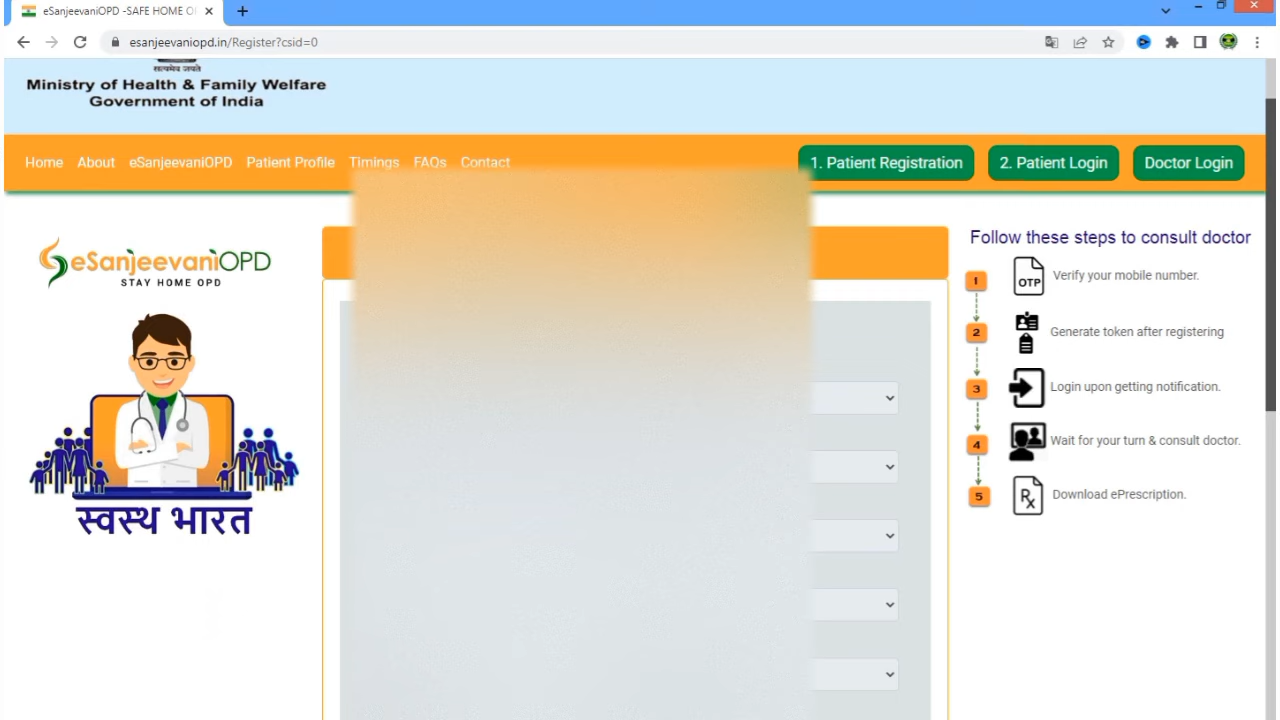 eSanjeevaniOPD -SAFE HOME O
esanjeevaniopd.in/Register?csid=0
सत्यमेव जयते
Ministry of Health & Family Welfare
Government of India
Home About eSanjeevaniOPD Patient Profile Timings FAQs Contact
1. Patient Registration 2. Patient Login Doctor Login
eSanjeevaniOPD
STAY HOME OPD
स्वस्थ भारत
Follow these steps to consult doctor
1 OTP Verify your mobile number.
2 Generate token after registering
3 Login upon getting notification.
4 Wait for your turn & consult doctor.
5 Rx Download ePrescription.